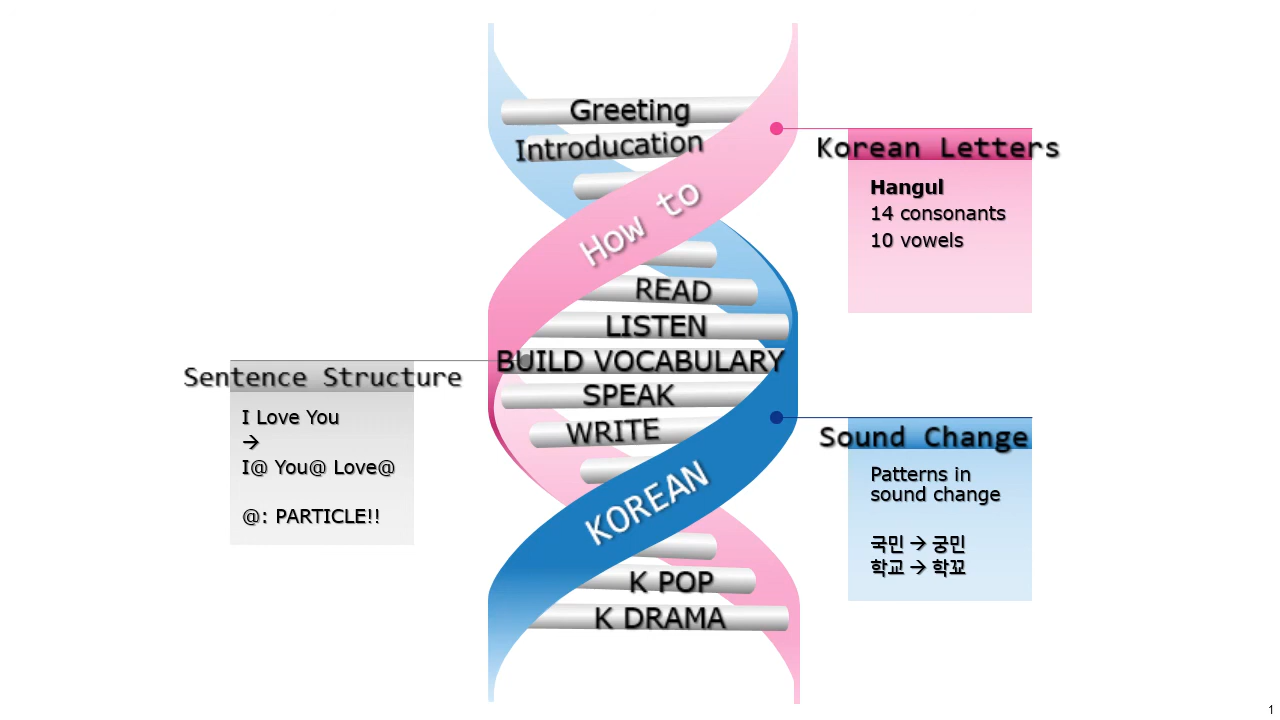 Greeting
Introducation
How to
READ
LISTEN
BUILD VOCABULARY
SPEAK
WRITE
KOREAN
K POP
K DRAMA
Korean Letters
Hangul
14 consonants
10 vowels
Sentence Structure
I Love You
→
I@ You@ Love@
@: PARTICLE!!
Sound Change
Patterns in
sound change
국민 → 궁민
학교 → 학꾜
1